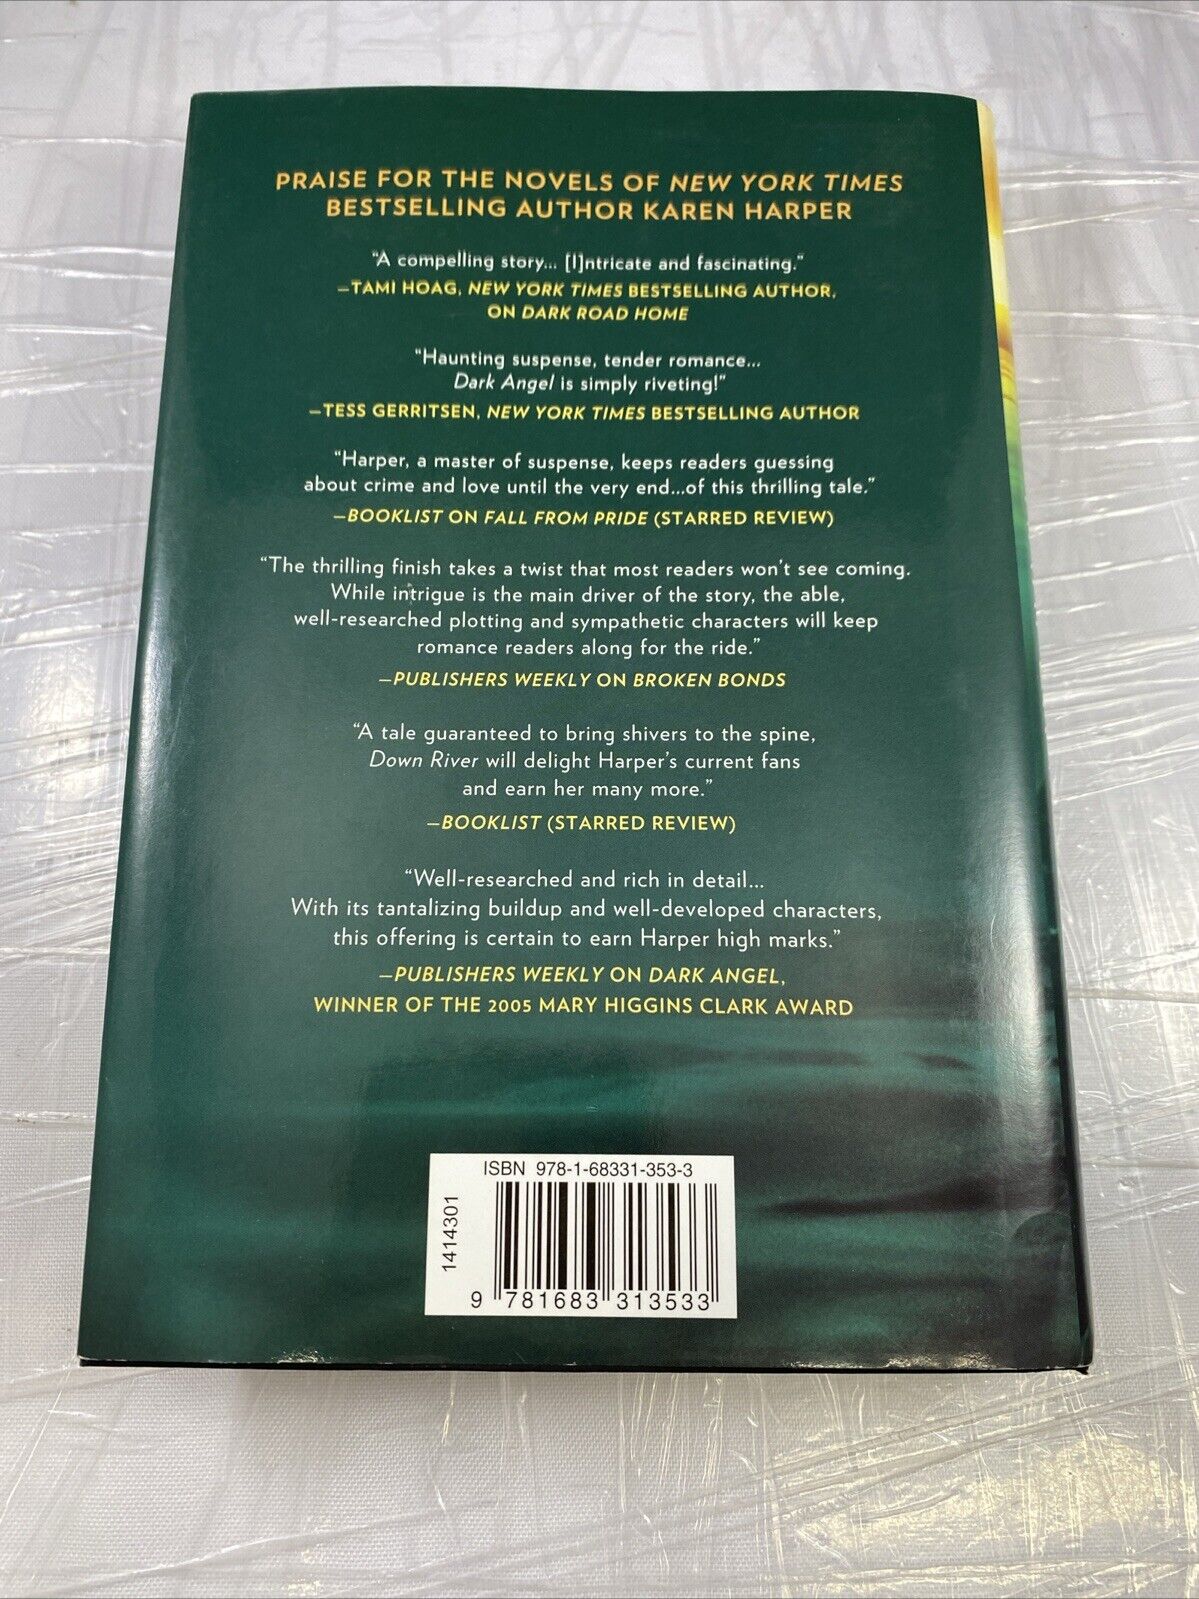 PRAISE FOR THE NOVELS OF NEW YORK TIMES
BESTSELLING AUTHOR KAREN HARPER
“A compelling story... [I]ntricate and fascinating.”
—TAMI HOAG, NEW YORK TIMES BESTSELLING AUTHOR,
ON DARK ROAD HOME
“Haunting suspense, tender romance...
Dark Angel is simply riveting!”
—TESS GERRITSEN, NEW YORK TIMES BESTSELLING AUTHOR
“Harper, a master of suspense, keeps readers guessing
about crime and love until the very end...of this thrilling tale.”
—BOOKLIST ON FALL FROM PRIDE (STARRED REVIEW)
“The thrilling finish takes a twist that most readers won’t see coming.
While intrigue is the main driver of the story, the able,
well-researched plotting and sympathetic characters will keep
romance readers along for the ride.”
—PUBLISHERS WEEKLY ON BROKEN BONDS
“A tale guaranteed to bring shivers to the spine,
Down River will delight Harper’s current fans
and earn her many more.”
—BOOKLIST (STARRED REVIEW)
“Well-researched and rich in detail...
With its tantalizing buildup and well-developed characters,
this offering is certain to earn Harper high marks.”
—PUBLISHERS WEEKLY ON DARK ANGEL,
WINNER OF THE 2005 MARY HIGGINS CLARK AWARD
ISBN 978-1-68331-353-3
1414301
9 781683 313533